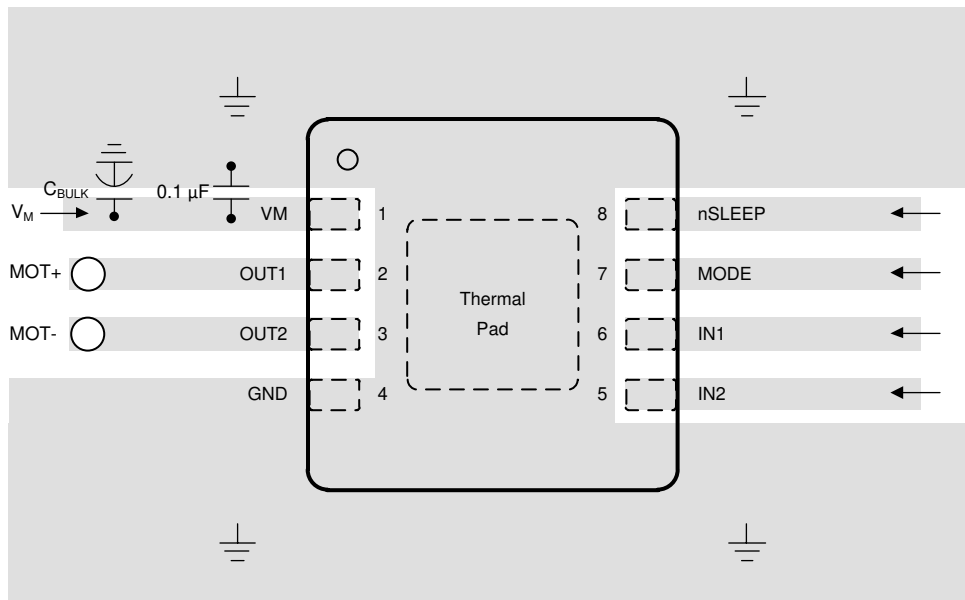 C_BULK
0.1 µF
V_M
VM 1
MOT+
OUT1 2
MOT-
OUT2 3
GND 4
Thermal
Pad
8 nSLEEP
7 MODE
6 IN1
5 IN2